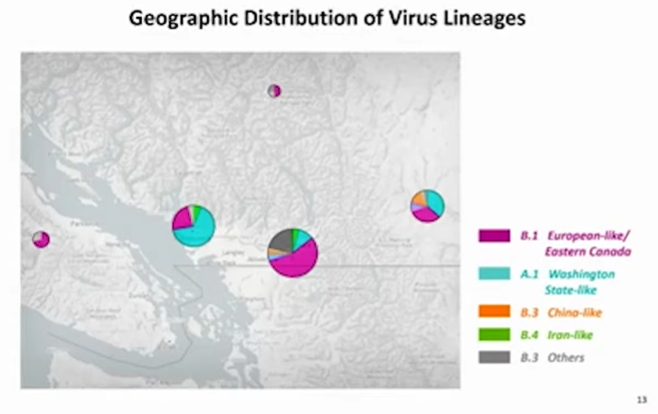 Geographic Distribution of Virus Lineages
B.1 European-like/
Eastern Canada
A.1 Washington
State-like
B.3 China-like
B.4 Iran-like
B.3 Others
13